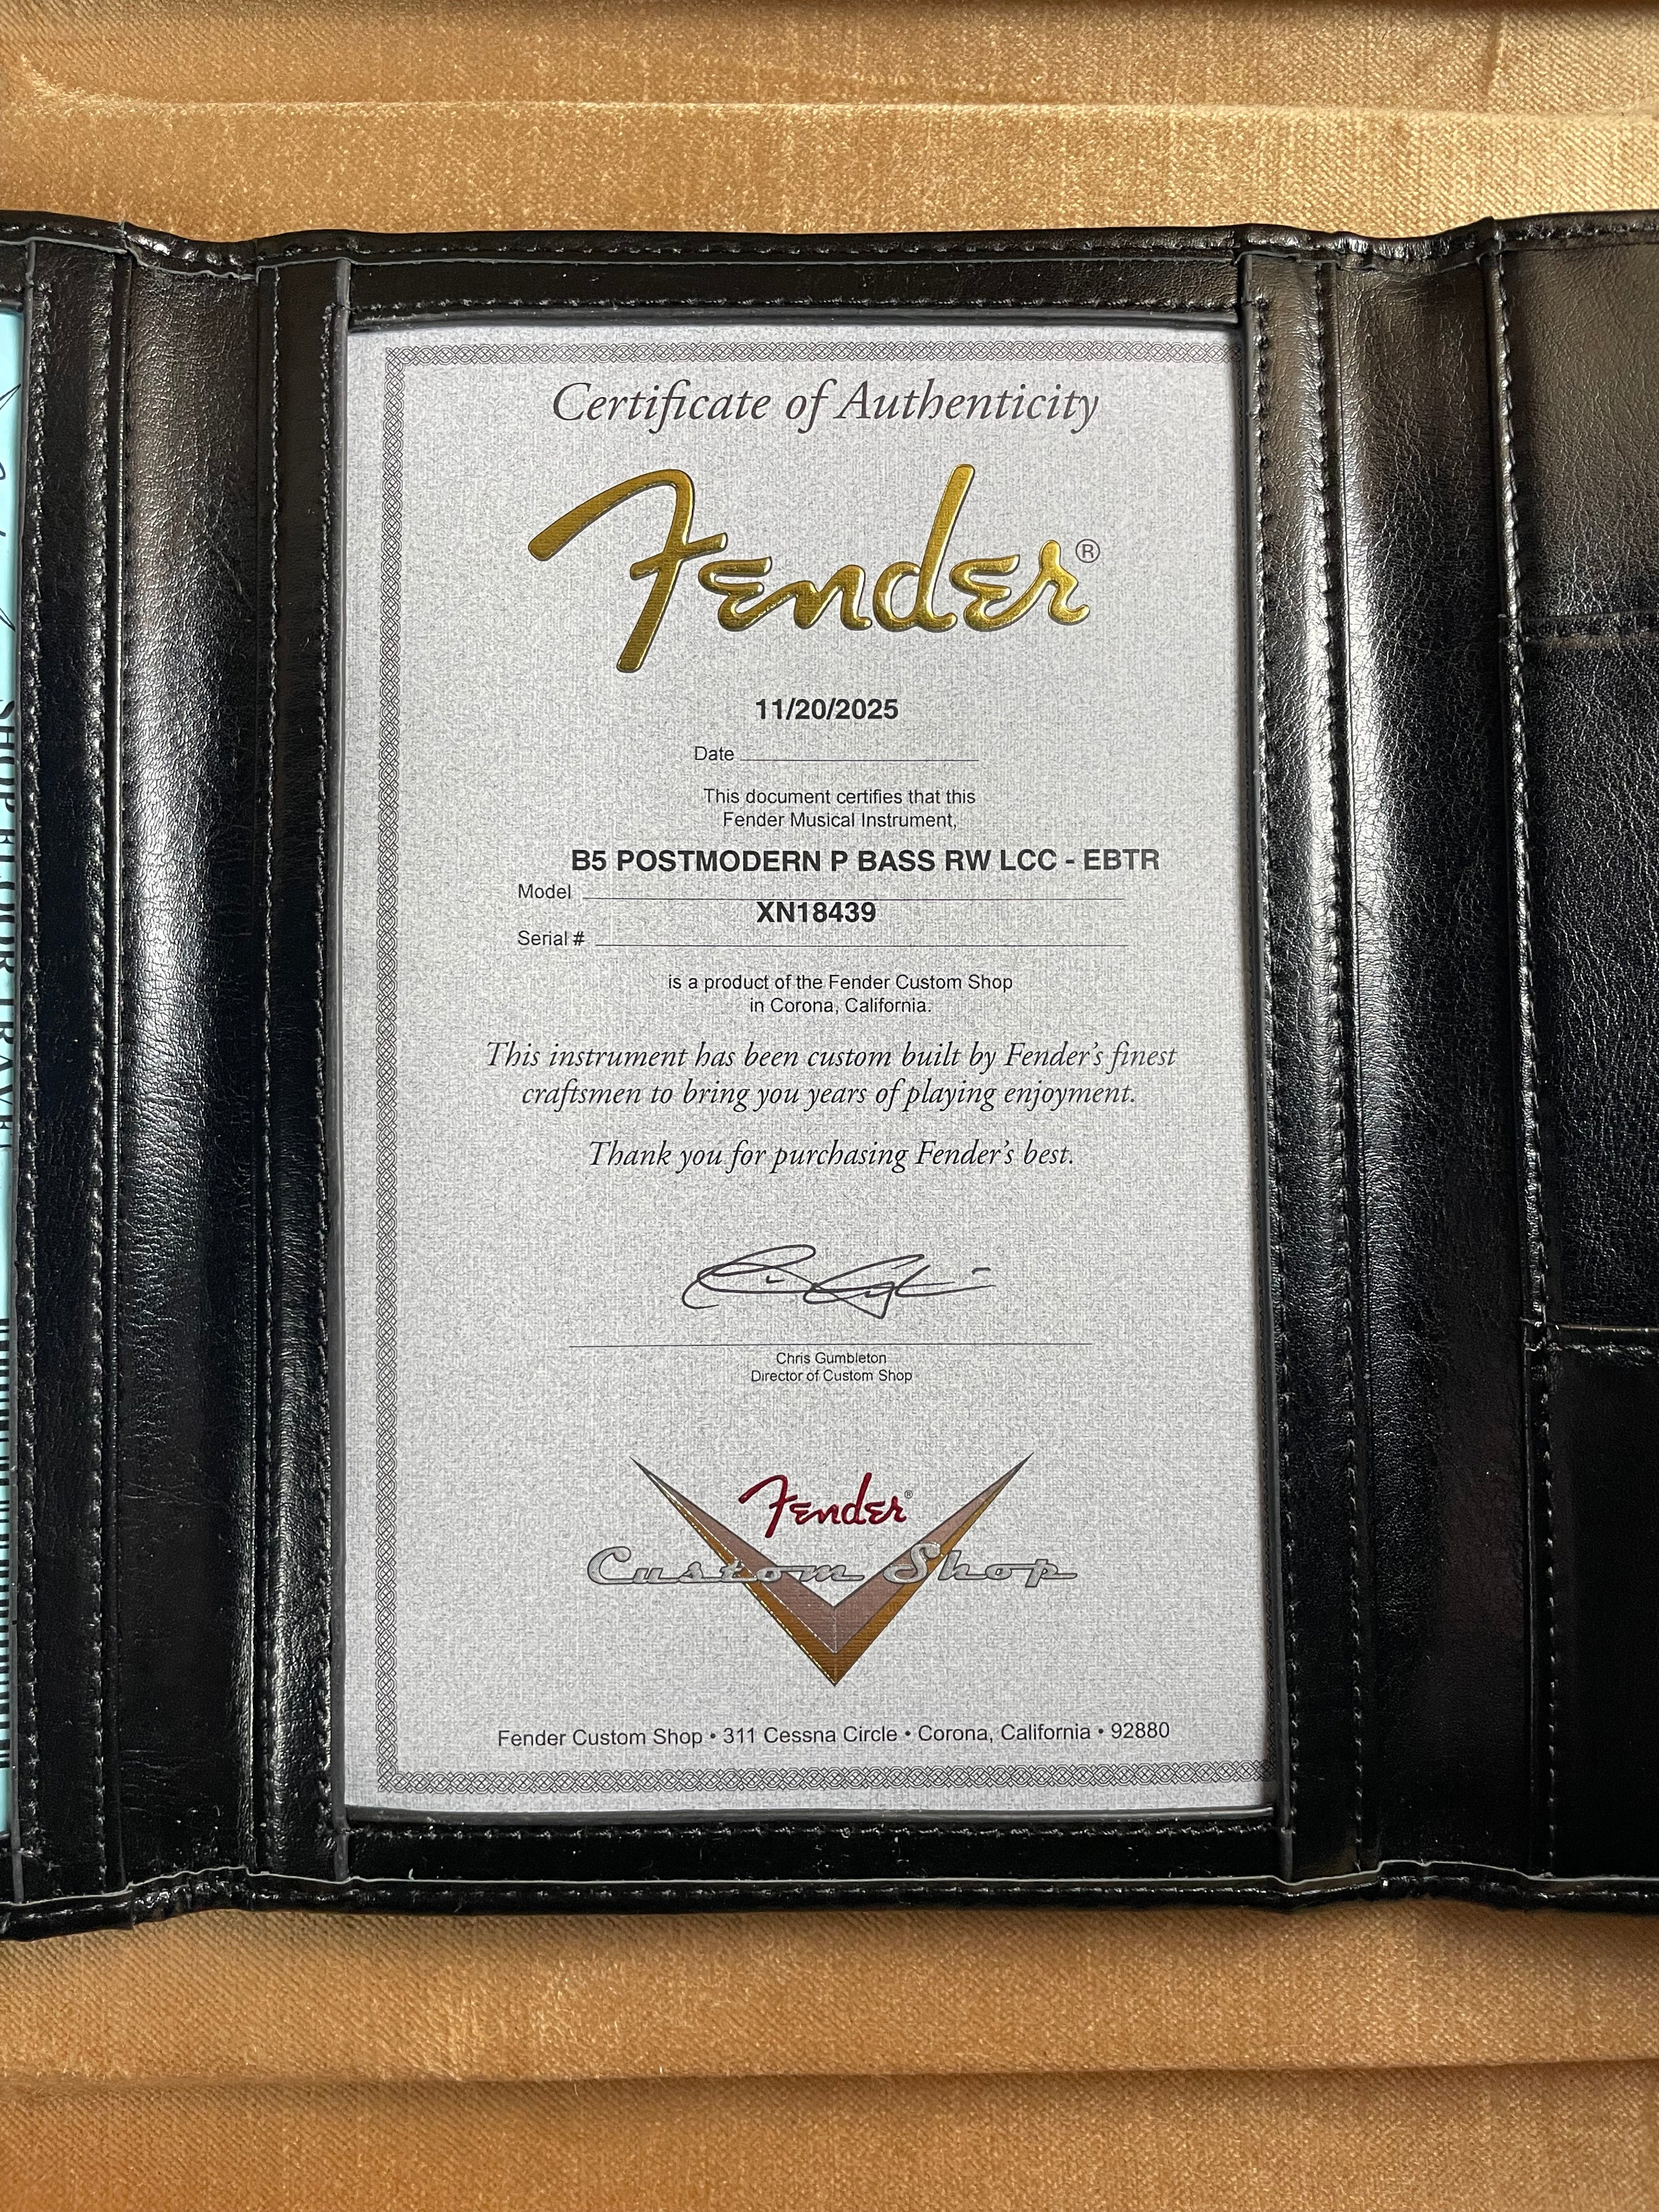 Certificate of Authenticity
Fender®
11/20/2025
Date
This document certifies that this
Fender Musical Instrument,
B5 POSTMODERN P BASS RW LCC - EBTR
Model
XN18439
Serial #
is a product of the Fender Custom Shop
in Corona, California.
This instrument has been custom built by Fender's finest
craftsmen to bring you years of playing enjoyment.
Thank you for purchasing Fender's best.
Chris Gumbleton
Director of Custom Shop
Fender®
Custom Shop
Fender Custom Shop • 311 Cessna Circle • Corona, California • 92880
SHOP FLOOR TRAVEL